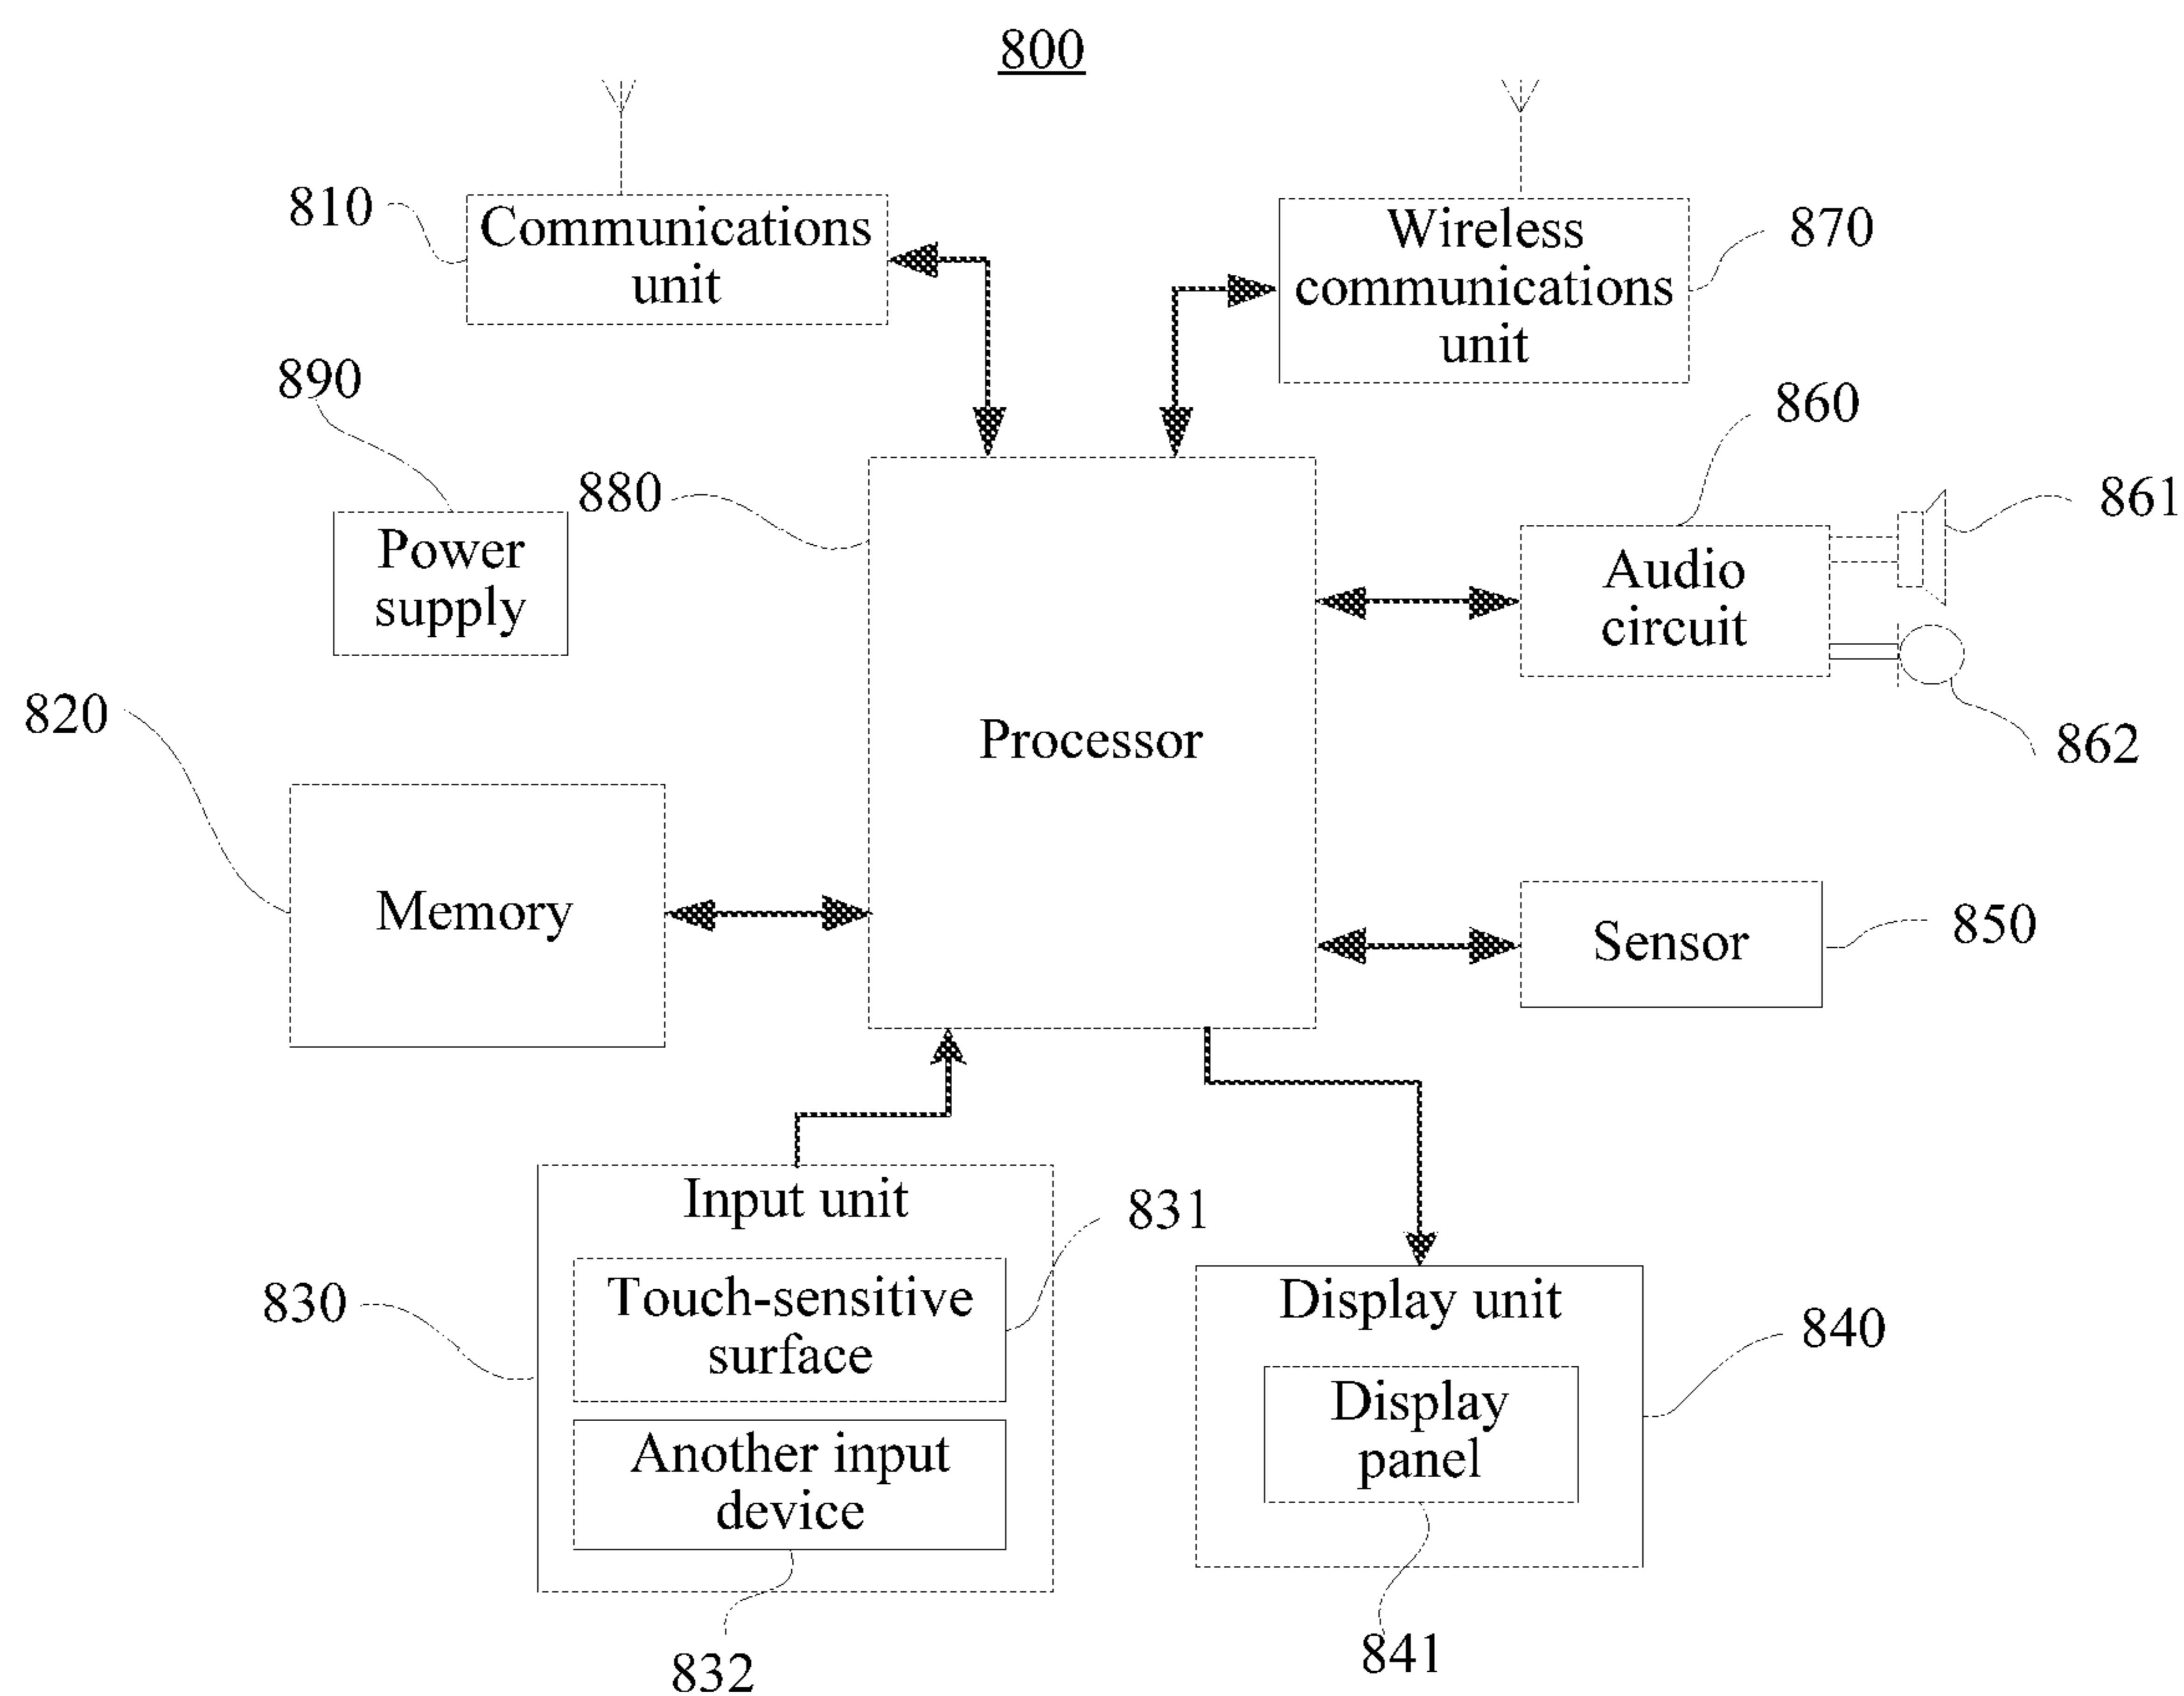 800
810
Communications
unit
Wireless
communications
unit
870
890
860
880
861
Power
supply
Audio
circuit
820
Processor
862
Memory
Sensor
850
Input unit
831
830
Touch-sensitive
surface
Display unit
840
Display
panel
Another input
device
832
841